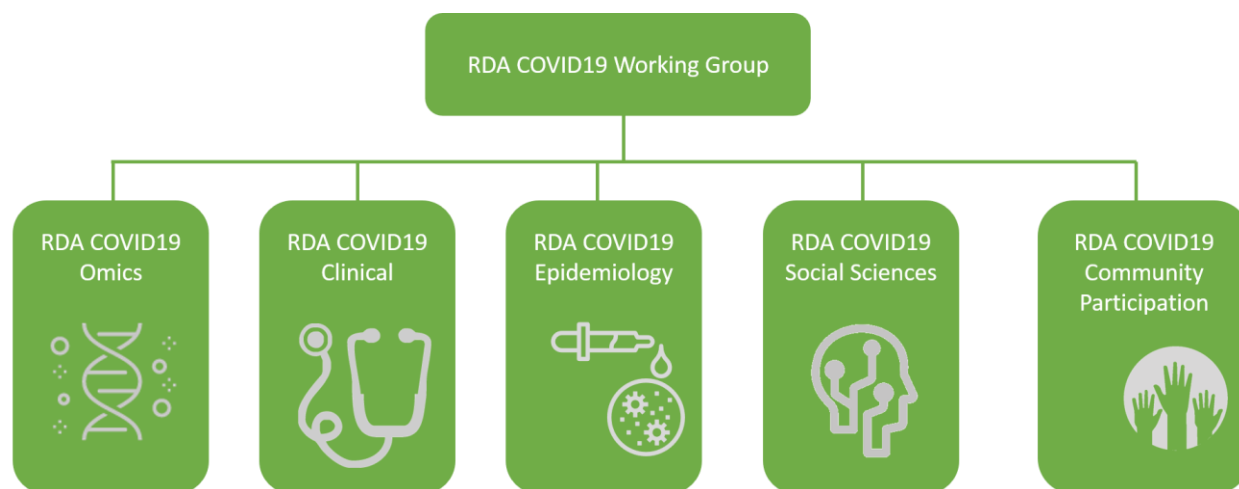 RDA COVID19 Working Group
RDA COVID19
Omics
RDA COVID19
Clinical
RDA COVID19
Epidemiology
RDA COVID19
Social Sciences
RDA COVID19
Community
Participation